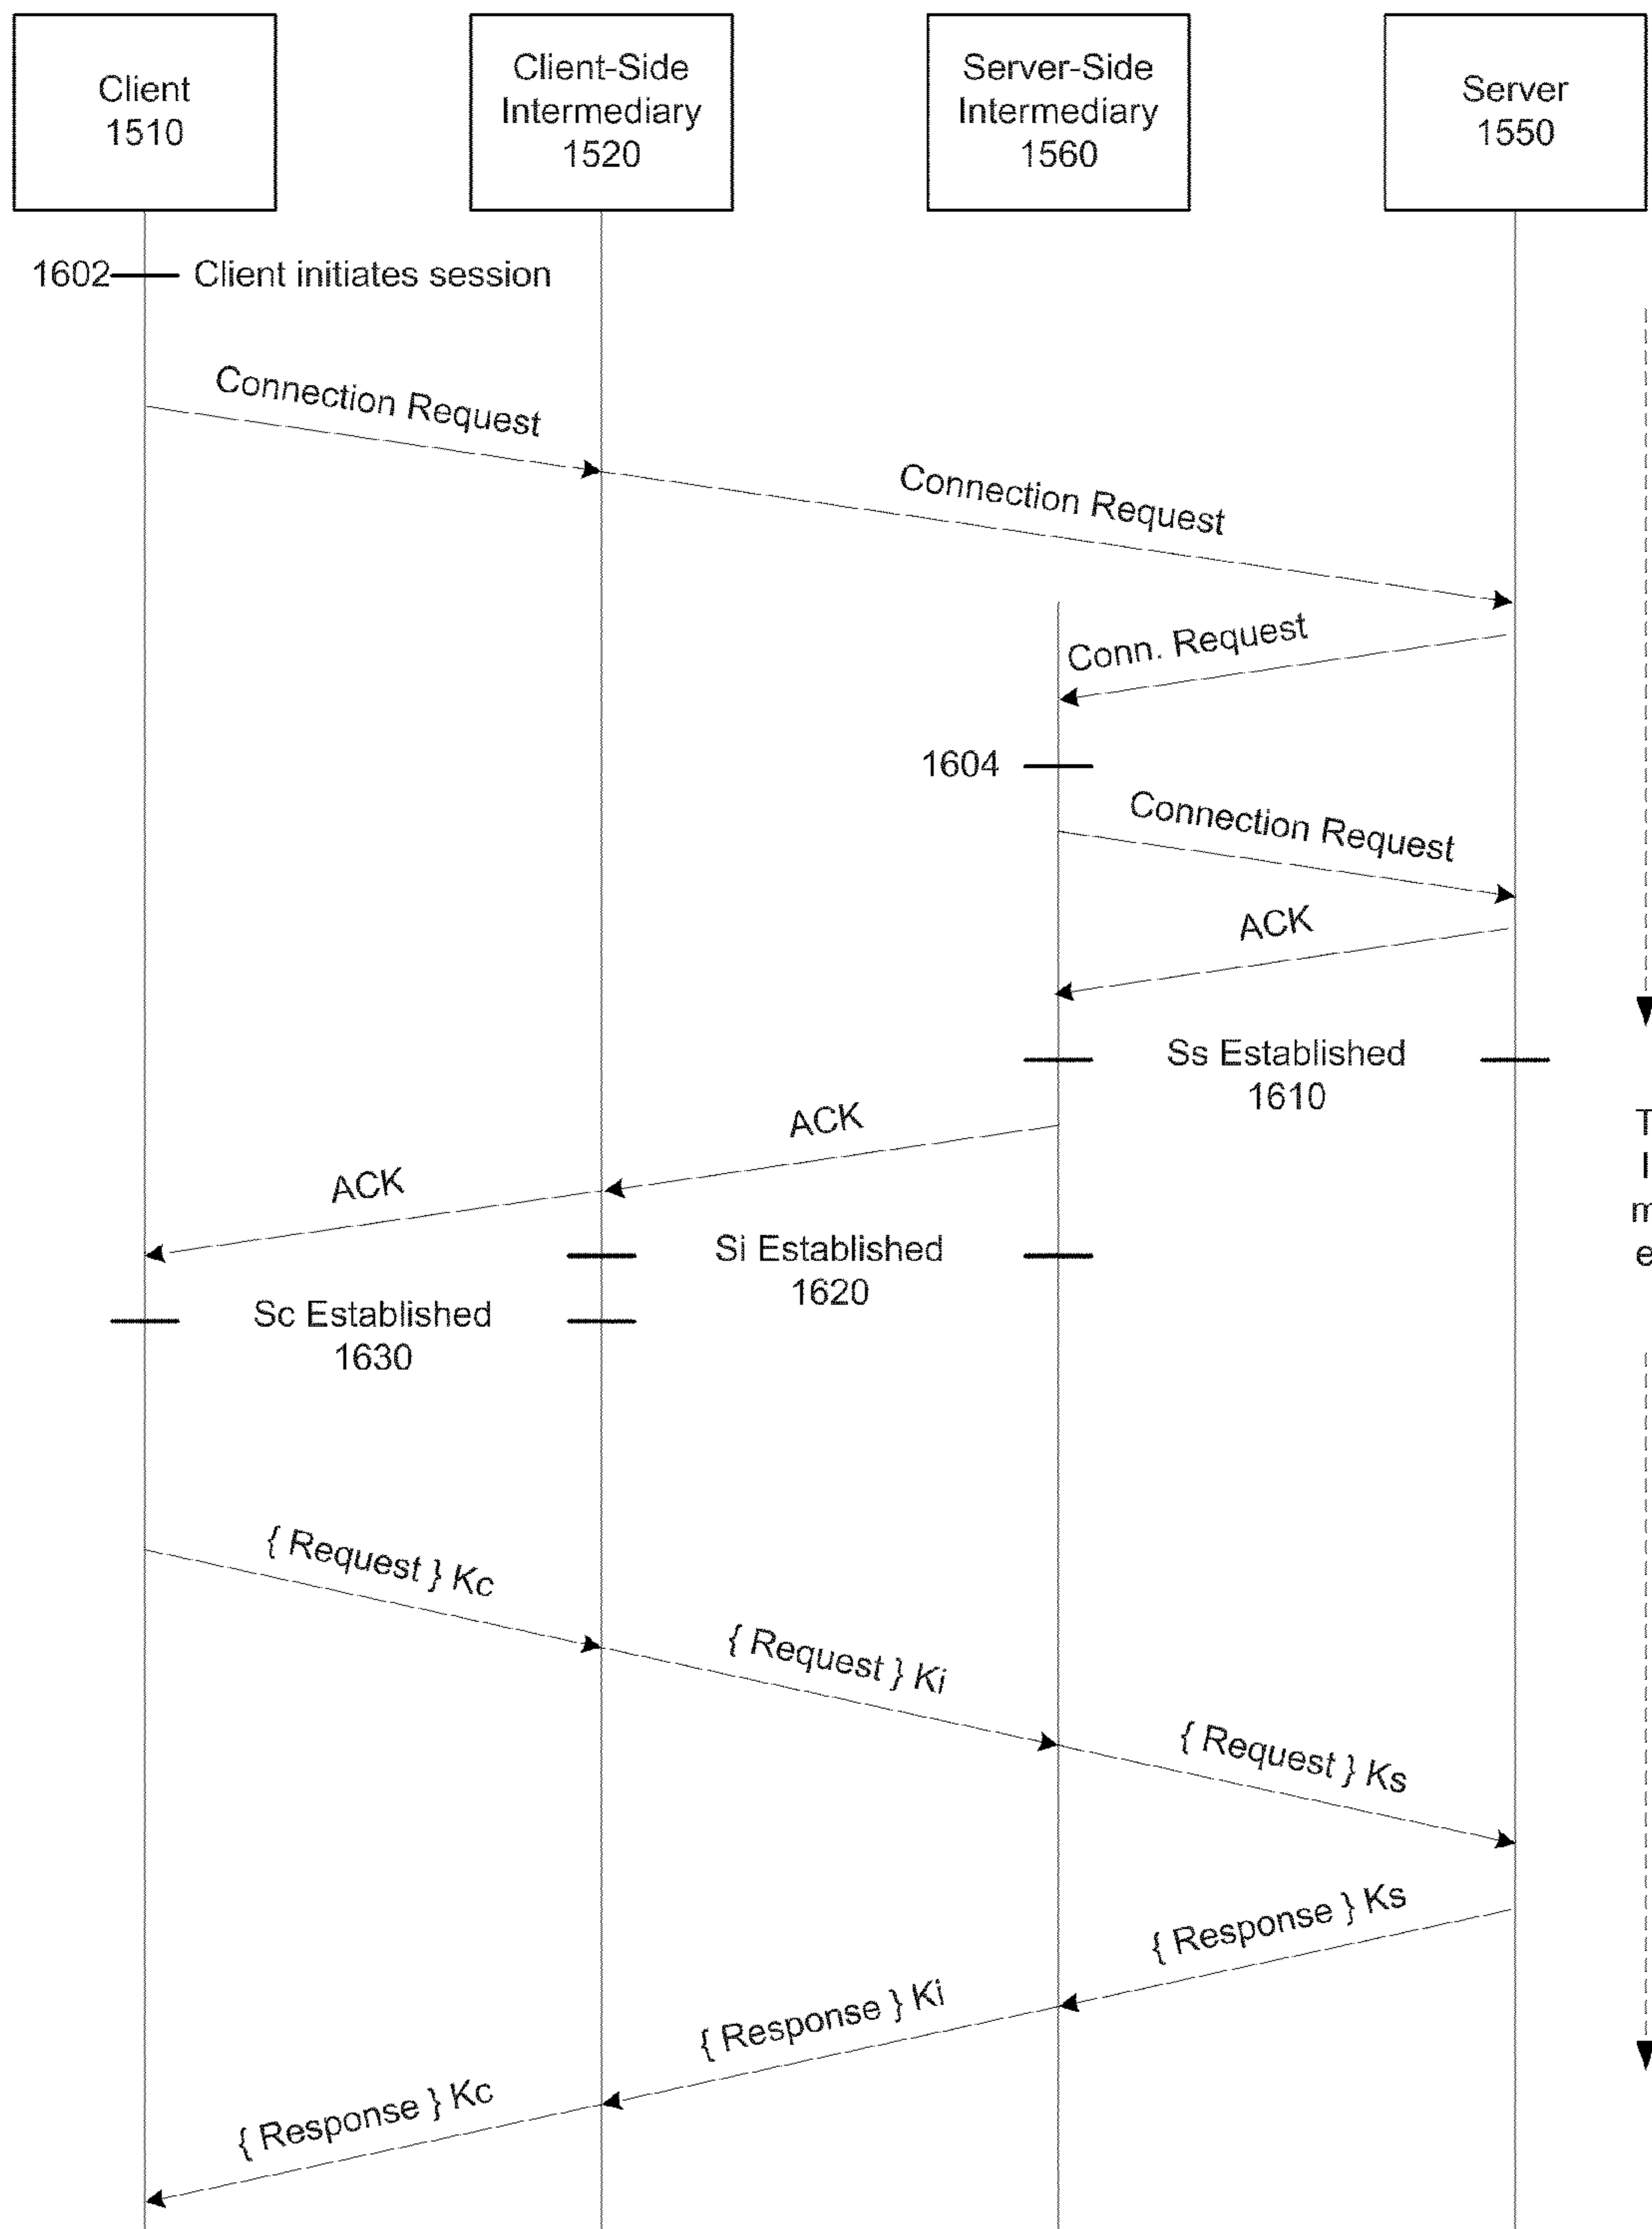 Client
1510
Client-Side
Intermediary
1520
Server-Side
Intermediary
1560
Server
1550
1602
Client initiates session
Connection Request
Connection Request
Conn. Request
1604
Connection Request
ACK
Ss Established
1610
ACK
ACK
Si Established
1620
Sc Established
1630
{ Request } Kc
{ Request } Ki
{ Request } Ks
{ Response } Ks
{ Response } Ki
{ Response } Kc